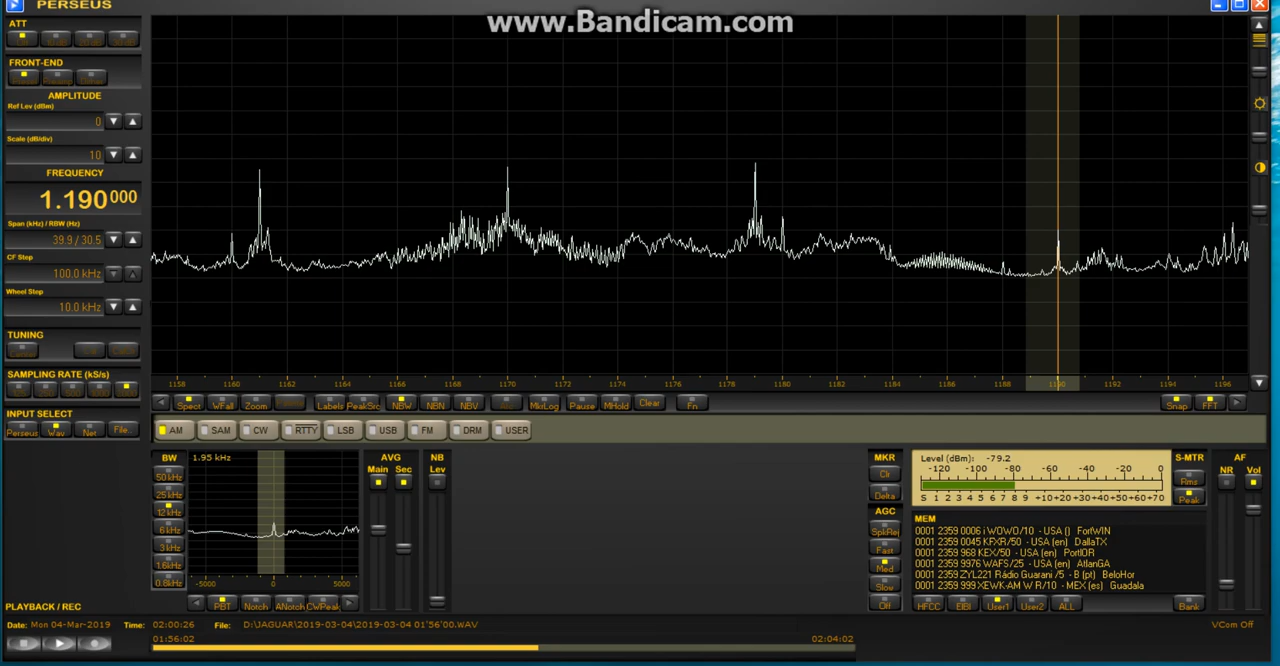 PERSEUS
www.Bandicam.com
ATT
FRONT-END
AMPLITUDE
Ref Lev (dBm)
0
Scale (dB/div)
10
FREQUENCY
1.190000
Span (kHz) / RBW (Hz)
39.9 / 30.5
CF Step
100.0 kHz
Wheel Step
10.0 kHz
TUNING
SAMPLING RATE (kS/s)
INPUT SELECT
Perseus Wav Net File..
1158 1160 1162 1164 1166 1168 1170 1172 1174 1176 1178 1180 1182 1184 1186 1188 1190 1192 1194 1196
Spect WFall Zoom Labels PeakSrc NBW NBN NBV MkrLog Pause MHold Clear Fn Snap FFT
AM SAM CW RTTY LSB USB FM DRM USER
BW
50 kHz
25 kHz
12 kHz
6 kHz
3 kHz
1.6kHz
0.8kHz
1.95 kHz
-5000 0 5000
PBT Notch ANotch CWPeak
AVG
Main Sec
NB
Lev
MKR
Clr
Delta
AGC
Fast
Med
Slow
Off
Level (dBm): -79.2
-120 -100 -80 -60 -40 -20 0
S 1 2 3 4 5 6 7 8 9 +10+20+30+40+50+60+70
S-MTR
Rms
Peak
AF
NR Vol
MEM
0001 2359 0006 i WOWO/10 - USA () FortWIN
0001 2359 0045 KFXR/50 - USA (en) DallaTX
0001 2359 968 KEX/50 - USA (en) PortlOR
0001 2359 9976 WAFS/25 - USA (en) AtlanGA
0001 2359 ZYL221 Rádio Guarani /5 - B (pt) BeloHor
0001 2359 999 XEWK-AM W R/10 - MEX (es) Guadala
HFCC EIBI User1 User2 ALL Bank
PLAYBACK / REC
Date: Mon 04-Mar-2019 Time: 02:00:26 File: D:\JAGUAR\2019-03-04\2019-03-04 01'56'00.WAV VCom Off
01:56:02 02:04:02